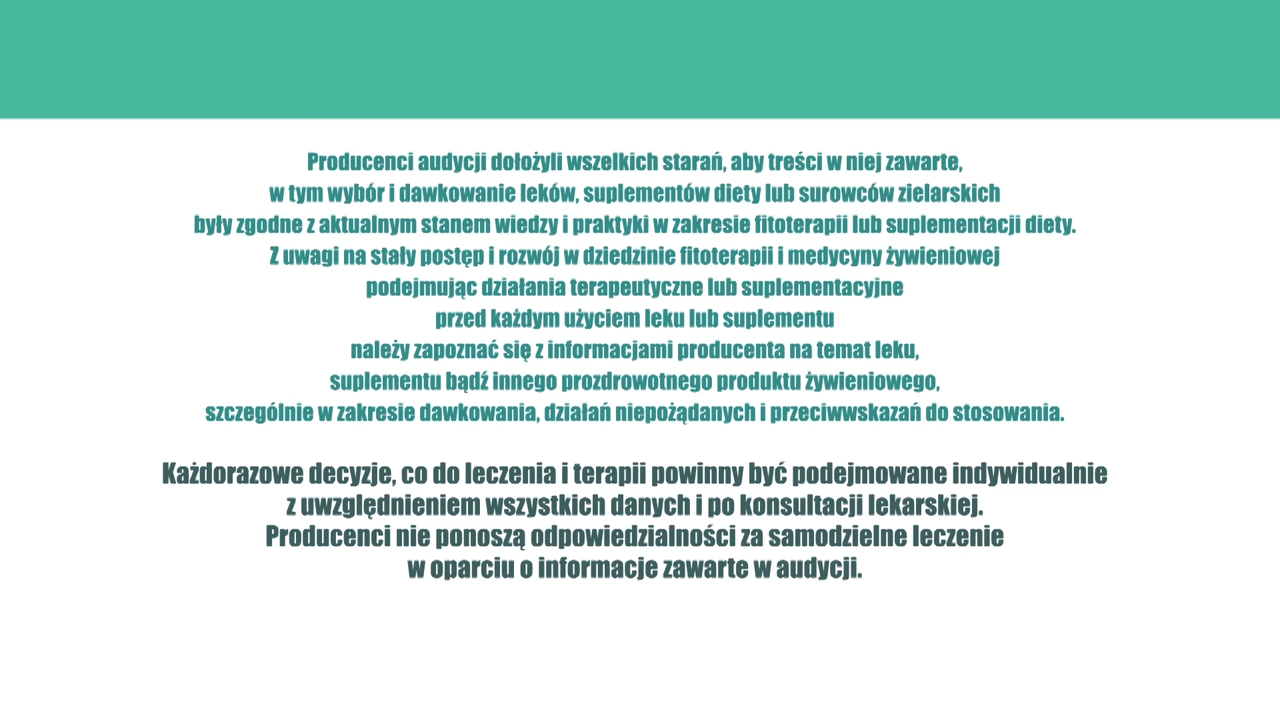 Producenci audycji dołożyli wszelkich starań, aby treści w niej zawarte,
w tym wybór i dawkowanie leków, suplementów diety lub surowców zielarskich
były zgodne z aktualnym stanem wiedzy i praktyki w zakresie fitoterapii lub suplementacji diety.
Z uwagi na stały postęp i rozwój w dziedzinie fitoterapii i medycyny żywieniowej
podejmując działania terapeutyczne lub suplementacyjne
przed każdym użyciem leku lub suplementu
należy zapoznać się z informacjami producenta na temat leku,
suplementu bądź innego prozdrowotnego produktu żywieniowego,
szczególnie w zakresie dawkowania, działań niepożądanych i przeciwwskazań do stosowania.
Każdorazowe decyzje, co do leczenia i terapii powinny być podejmowane indywidualnie
z uwzględnieniem wszystkich danych i po konsultacji lekarskiej.
Producenci nie ponoszą odpowiedzialności za samodzielne leczenie
w oparciu o informacje zawarte w audycji.